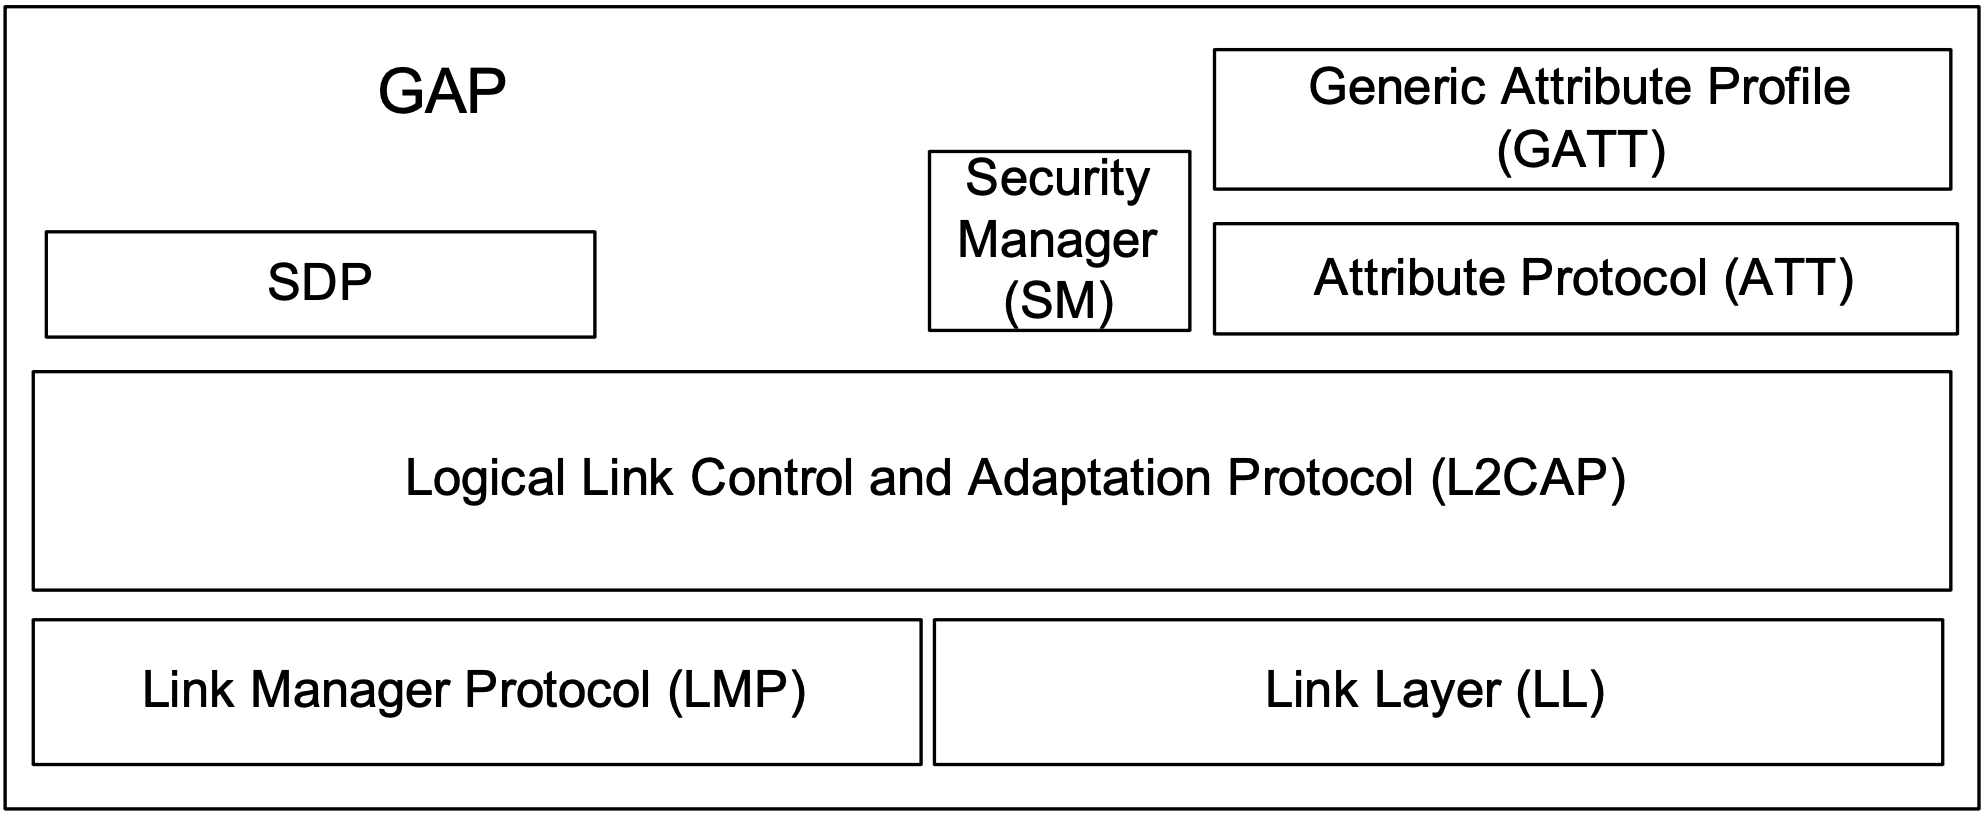 GAP
Generic Attribute Profile
(GATT)
Security
Manager
(SM)
SDP
Attribute Protocol (ATT)
Logical Link Control and Adaptation Protocol (L2CAP)
Link Manager Protocol (LMP)
Link Layer (LL)